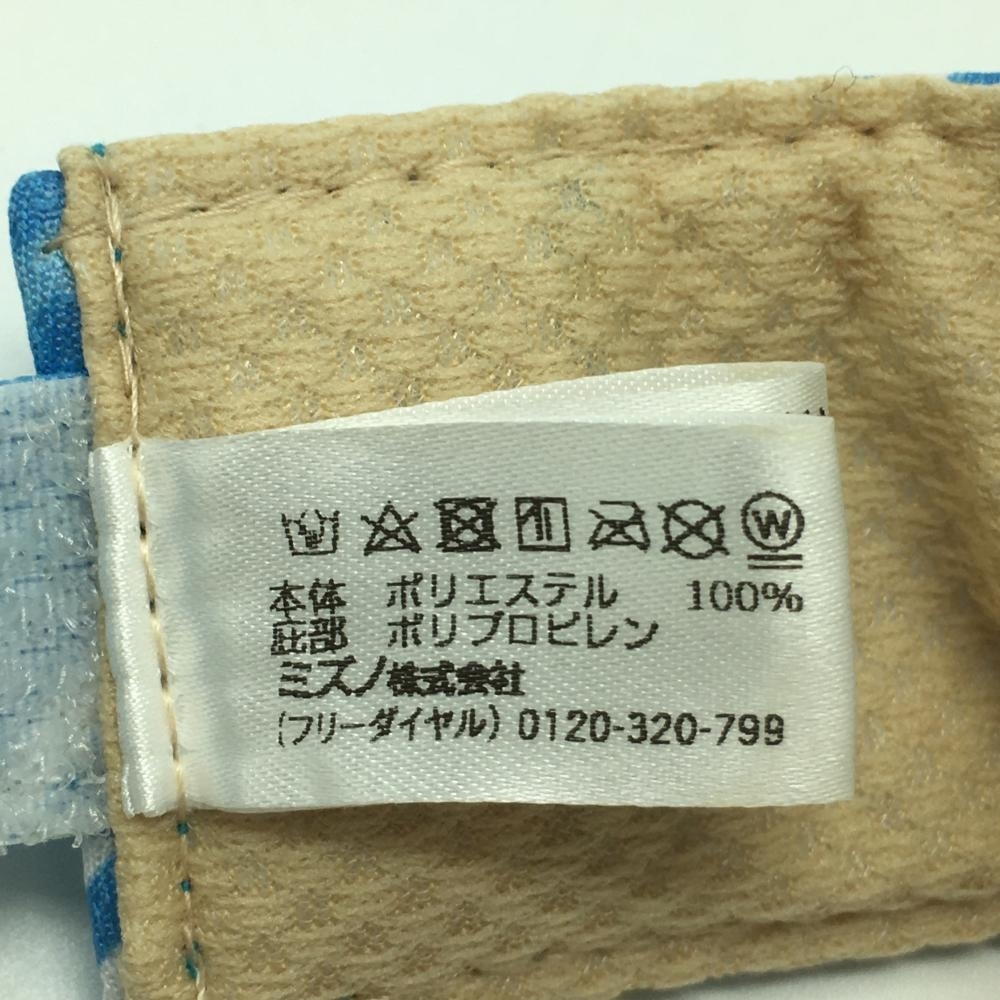 W
本体 ポリエステル 100%
庇部 ポリプロピレン
ミズノ株式会社
(フリーダイヤル) 0120-320-799